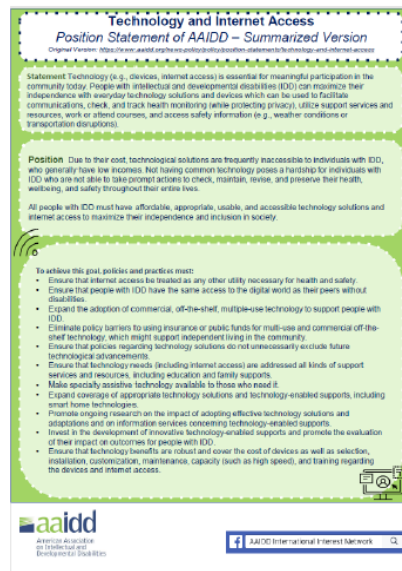 Technology and Internet Access
Position Statement of AAIDD – Summarized Version
Original Version: https://www.aaidd.org/news-policy/policy/position-statements/technology-and-internet-access
Statement Technology (e.g., devices, internet access) is essential for meaningful participation in the
community today. People with intellectual and developmental disabilities (IDD) can maximize their
independence with everyday technology solutions and devices which can be used to facilitate
communications, check, and track health monitoring (while protecting privacy), utilize support services and
resources, work or attend courses, and access safety information (e.g., weather conditions or
transportation disruptions).
Position Due to their cost, technological solutions are frequently inaccessible to individuals with IDD,
who generally have low incomes. Not having common technology poses a hardship for individuals with
IDD who are not able to take prompt actions to check, maintain, revise, and preserve their health,
wellbeing, and safety throughout their entire lives.
All people with IDD must have affordable, appropriate, usable, and accessible technology solutions and
internet access to maximize their independence and inclusion in society.
To achieve this goal, policies and practices must:
• Ensure that internet access be treated as any other utility necessary for health and safety.
• Ensure that people with IDD have the same access to the digital world as their peers without
disabilities.
• Expand the adoption of commercial, off-the-shelf, multiple-use technology to support people with
IDD.
• Eliminate policy barriers to using insurance or public funds for multi-use and commercial off-the-
shelf technology, which might support independent living in the community.
• Ensure that policies regarding technology solutions do not unnecessarily exclude future
technological advancements.
• Ensure that technology needs (including internet access) are addressed all kinds of support
services and resources, including education and family supports.
• Make specialty assistive technology available to those who need it.
• Expand coverage of appropriate technology solutions and technology-enabled supports, including
smart home technologies.
• Promote ongoing research on the impact of adopting effective technology solutions and
adaptations and on information services concerning technology-enabled supports.
• Invest in the development of innovative technology-enabled supports and promote the evaluation
of their impact on outcomes for people with IDD.
• Ensure that technology benefits are robust and cover the cost of devices as well as selection,
installation, customization, maintenance, capacity (such as high speed), and training regarding
the devices and internet access.
aaidd
American Association
on Intellectual and
Developmental Disabilities
AAIDD International Interest Network